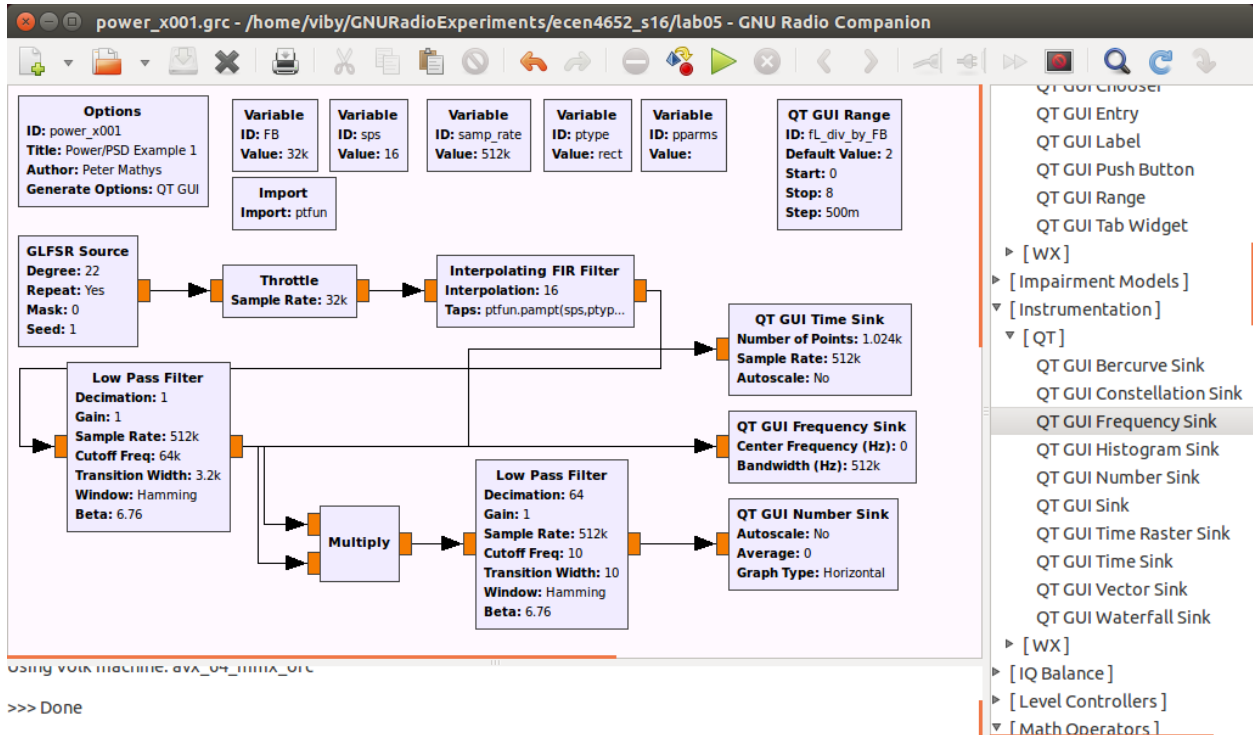 power_x001.grc - /home/viby/GNURadioExperiments/ecen4652_s16/lab05 - GNU Radio Companion
Options
ID: power_x001
Title: Power/PSD Example 1
Author: Peter Mathys
Generate Options: QT GUI
Variable
ID: FB
Value: 32k
Variable
ID: sps
Value: 16
Variable
ID: samp_rate
Value: 512k
Variable
ID: ptype
Value: rect
Variable
ID: pparms
Value:
QT GUI Range
ID: fL_div_by_FB
Default Value: 2
Start: 0
Stop: 8
Step: 500m
Import
Import: ptfun
GLFSR Source
Degree: 22
Repeat: Yes
Mask: 0
Seed: 1
Throttle
Sample Rate: 32k
Interpolating FIR Filter
Interpolation: 16
Taps: ptfun.pampt(sps,ptyp...
QT GUI Time Sink
Number of Points: 1.024k
Sample Rate: 512k
Autoscale: No
Low Pass Filter
Decimation: 1
Gain: 1
Sample Rate: 512k
Cutoff Freq: 64k
Transition Width: 3.2k
Window: Hamming
Beta: 6.76
QT GUI Frequency Sink
Center Frequency (Hz): 0
Bandwidth (Hz): 512k
Multiply
Low Pass Filter
Decimation: 64
Gain: 1
Sample Rate: 512k
Cutoff Freq: 10
Transition Width: 10
Window: Hamming
Beta: 6.76
QT GUI Number Sink
Autoscale: No
Average: 0
Graph Type: Horizontal
Using Volk machine: avx_64_mmx_orc
>>> Done
QT GUI Chooser
QT GUI Entry
QT GUI Label
QT GUI Push Button
QT GUI Range
QT GUI Tab Widget
[ WX ]
[ Impairment Models ]
[ Instrumentation ]
[ QT ]
QT GUI Bercurve Sink
QT GUI Constellation Sink
QT GUI Frequency Sink
QT GUI Histogram Sink
QT GUI Number Sink
QT GUI Sink
QT GUI Time Raster Sink
QT GUI Time Sink
QT GUI Vector Sink
QT GUI Waterfall Sink
[ WX ]
[ IQ Balance ]
[ Level Controllers ]
[ Math Operators ]